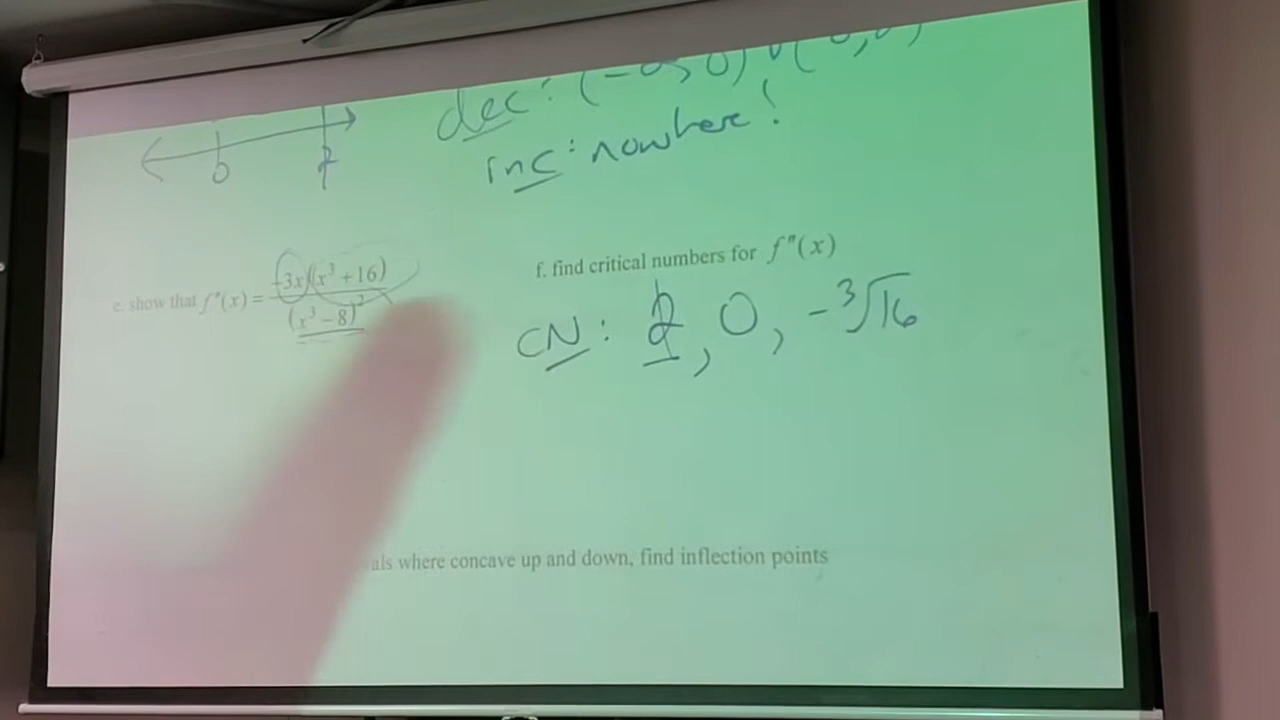 dec: (-∞,0) ∪ (
inc: nowhere!
0 2
e. show that f"(x) = -3x(x³+16) / (x³-8)²
f. find critical numbers for f"(x)
CN: 2, 0, -³√16
als where concave up and down, find inflection points